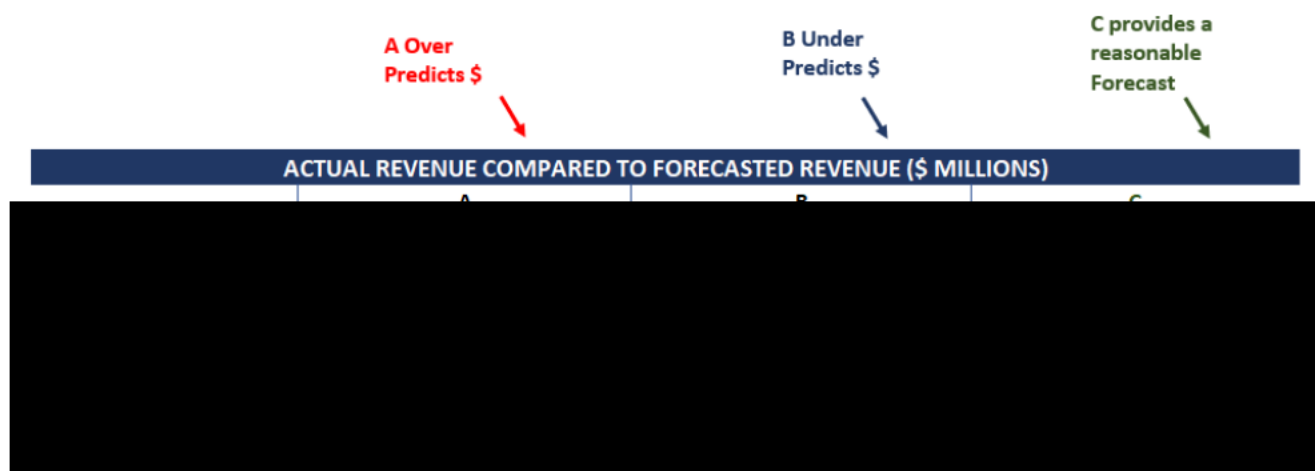 C provides a
reasonable
Forecast
A Over
Predicts $
B Under
Predicts $
ACTUAL REVENUE COMPARED TO FORECASTED REVENUE ($ MILLIONS)
A B C